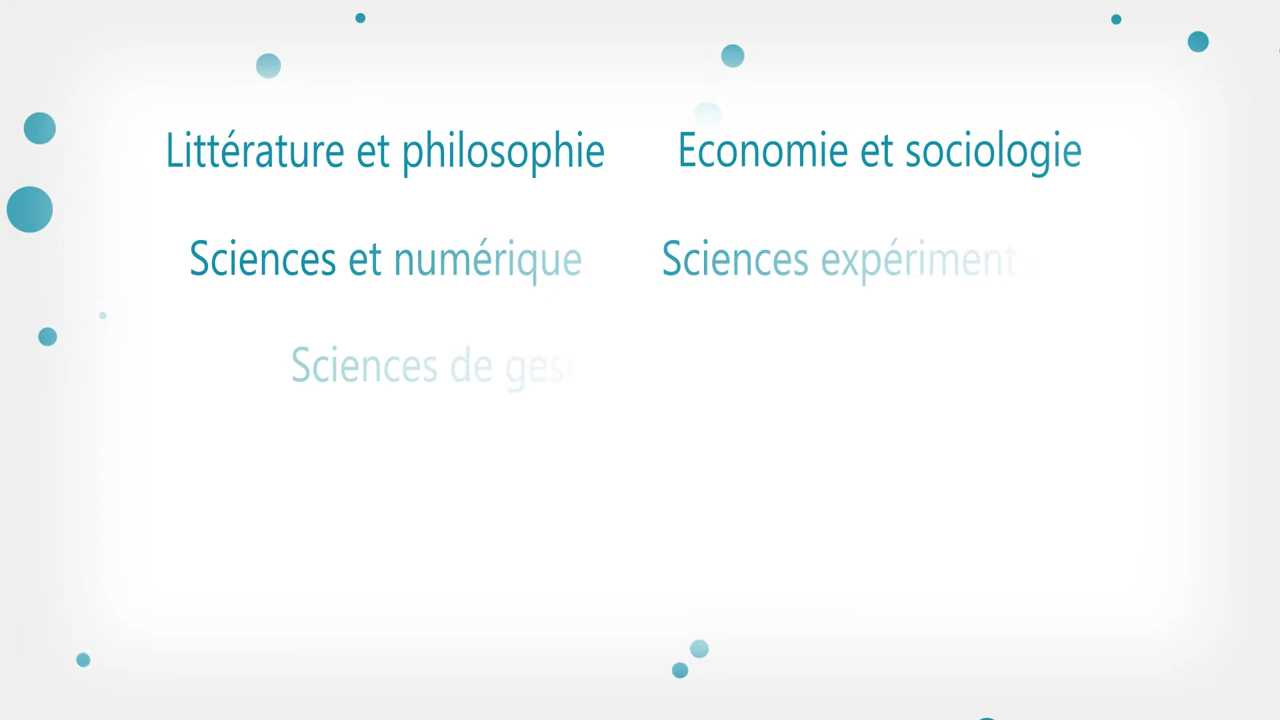 Littérature et philosophie
Economie et sociologie
Sciences et numérique
Sciences
Sciences de